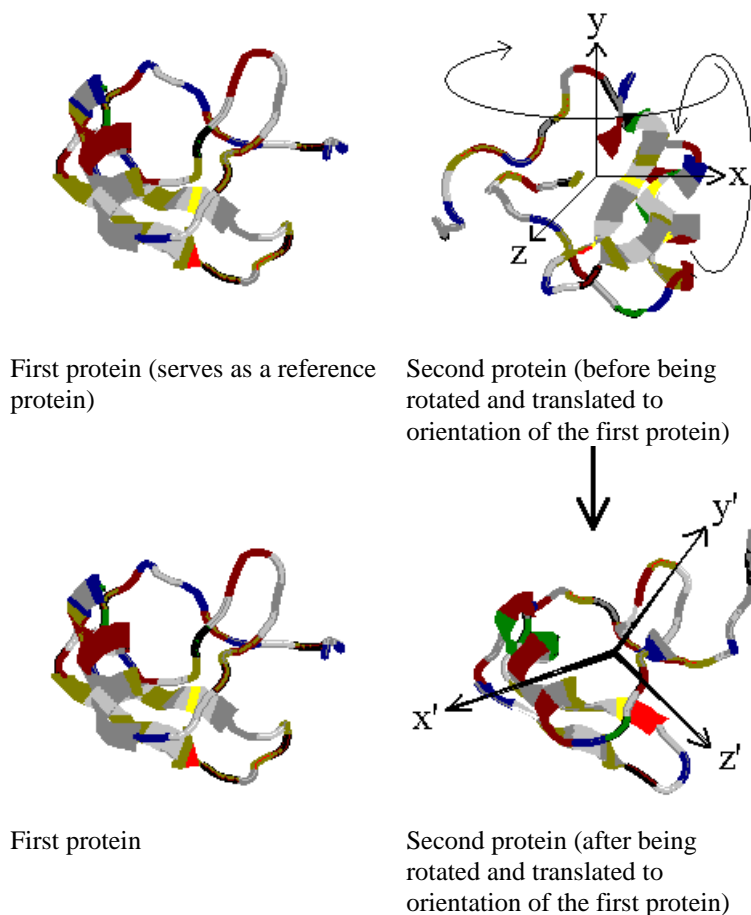 y
x
z
First protein (serves as a reference
protein)
Second protein (before being
rotated and translated to
orientation of the first protein)
y'
x'
z'
First protein
Second protein (after being
rotated and translated to
orientation of the first protein)